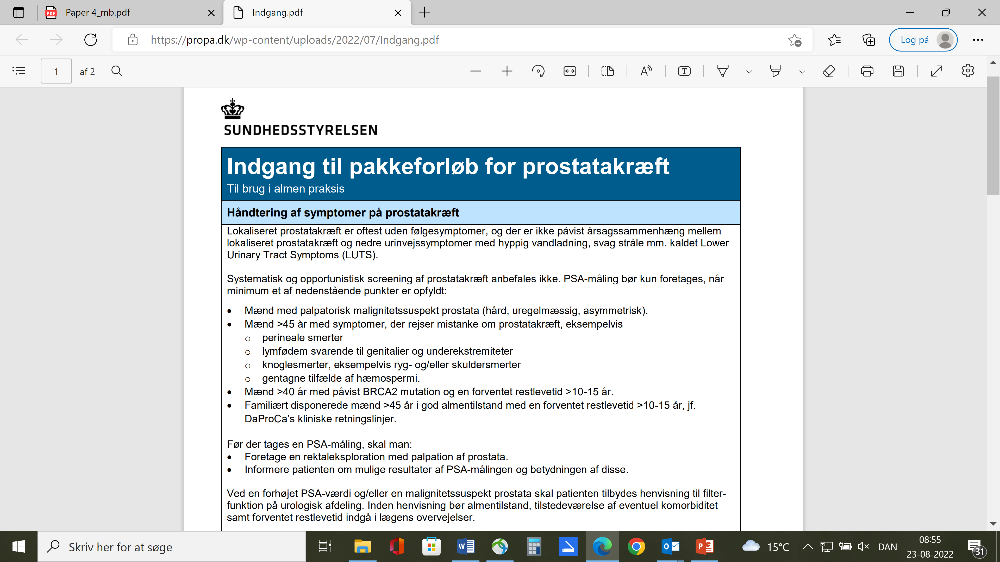 Paper 4_mb.pdf
Indgang.pdf
https://propa.dk/wp-content/uploads/2022/07/Indgang.pdf
Log på
1 af 2
SUNDHEDSSTYRELSEN
Indgang til pakkeforløb for prostatakræft
Til brug i almen praksis
Håndtering af symptomer på prostatakræft
Lokaliseret prostatakræft er oftest uden følgesymptomer, og der er ikke påvist årsagssammenhæng mellem
lokaliseret prostatakræft og nedre urinvejssymptomer med hyppig vandladning, svag stråle mm. kaldet Lower
Urinary Tract Symptoms (LUTS).
Systematisk og opportunistisk screening af prostatakræft anbefales ikke. PSA-måling bør kun foretages, når
minimum et af nedenstående punkter er opfyldt:
• Mænd med palpatorisk malignitetssuspekt prostata (hård, uregelmæssig, asymmetrisk).
• Mænd >45 år med symptomer, der rejser mistanke om prostatakræft, eksempelvis
o perineale smerter
o lymfødem svarende til genitalier og underekstremiteter
o knoglesmerter, eksempelvis ryg- og/eller skuldersmerter
o gentagne tilfælde af hæmospermi.
• Mænd >40 år med påvist BRCA2 mutation og en forventet restlevetid >10-15 år.
• Familiært disponerede mænd >45 år i god almentilstand med en forventet restlevetid >10-15 år, jf.
DaProCa’s kliniske retningslinjer.
Før der tages en PSA-måling, skal man:
• Foretage en rektaleksploration med palpation af prostata.
• Informere patienten om mulige resultater af PSA-målingen og betydningen af disse.
Ved en forhøjet PSA-værdi og/eller en malignitetssuspekt prostata skal patienten tilbydes henvisning til filter-
funktion på urologisk afdeling. Inden henvisning bør almentilstand, tilstedeværelse af eventuel komorbiditet
samt forventet restlevetid indgå i lægens overvejelser.
Skriv her for at søge
15°C
DAN
08:55
23-08-2022
31